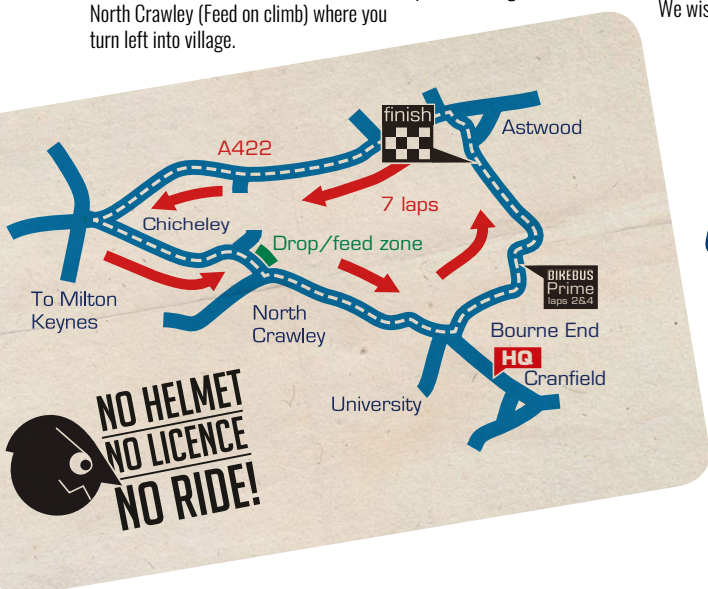 North Crawley (Feed on climb) where you
turn left into village.
We wis
finish
Astwood
A422
7 laps
Chicheley
Drop/feed zone
BIKEBUS
Prime
laps 2&4
To Milton
Keynes
North
Crawley
Bourne End
HQ
Cranfield
University
NO HELMET
NO LICENCE
NO RIDE!